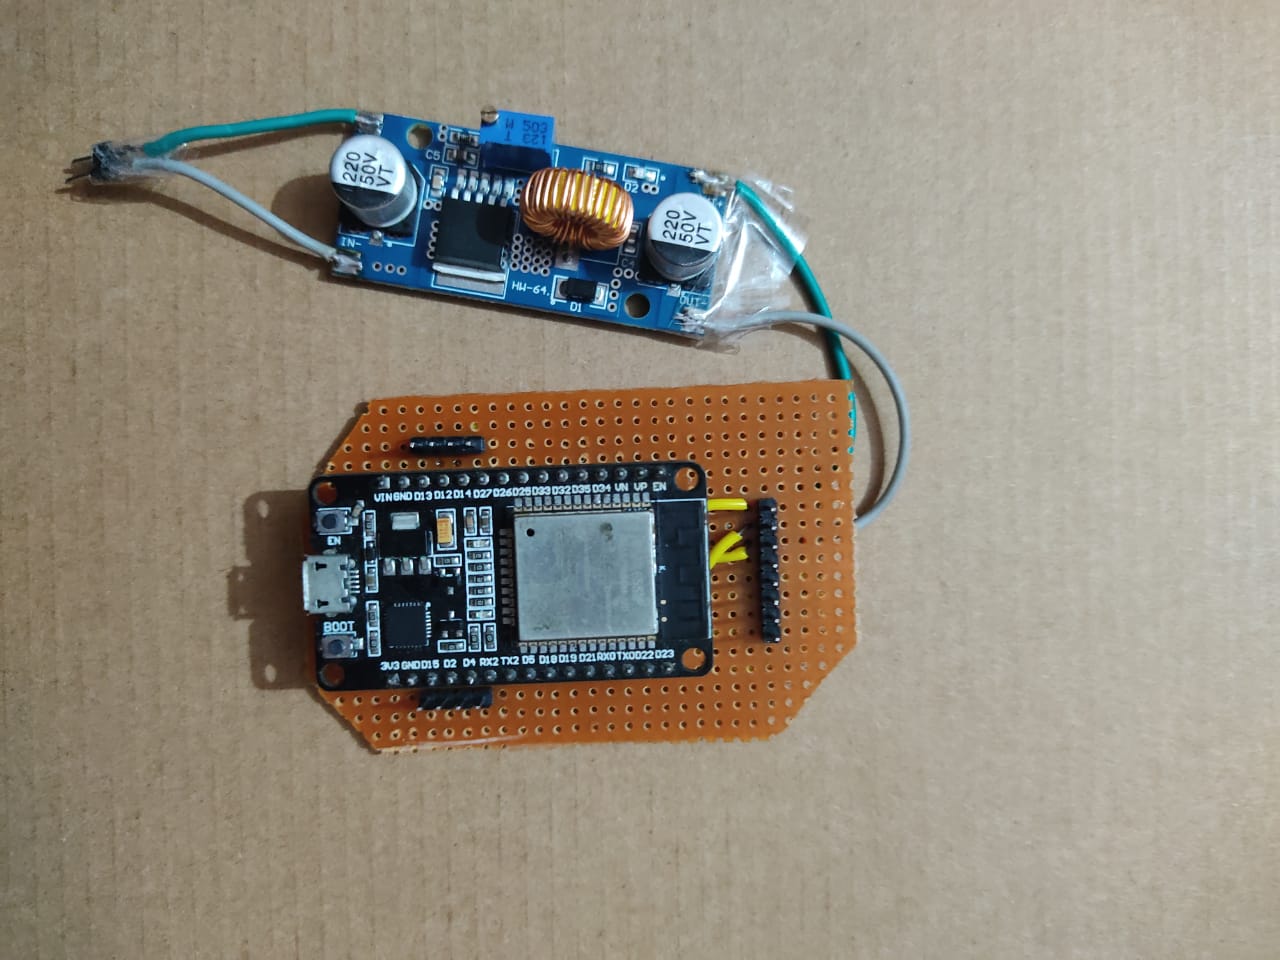 W 503
T 123
C5
220
50V
VT
D2
220
50V
VT
IN-
HW-64
D1
OUT-
VIN GND D13 D12 D14 D27 D26 D25 D33 D32 D35 D34 VN VP EN
EN
BOOT
3V3 GND D15 D2 D4 RX2 TX2 D5 D18 D19 D21 RX0 TX0 D22 D23